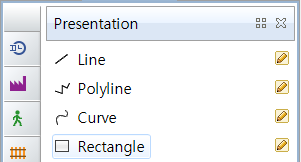 Presentation
Line
Polyline
Curve
Rectangle